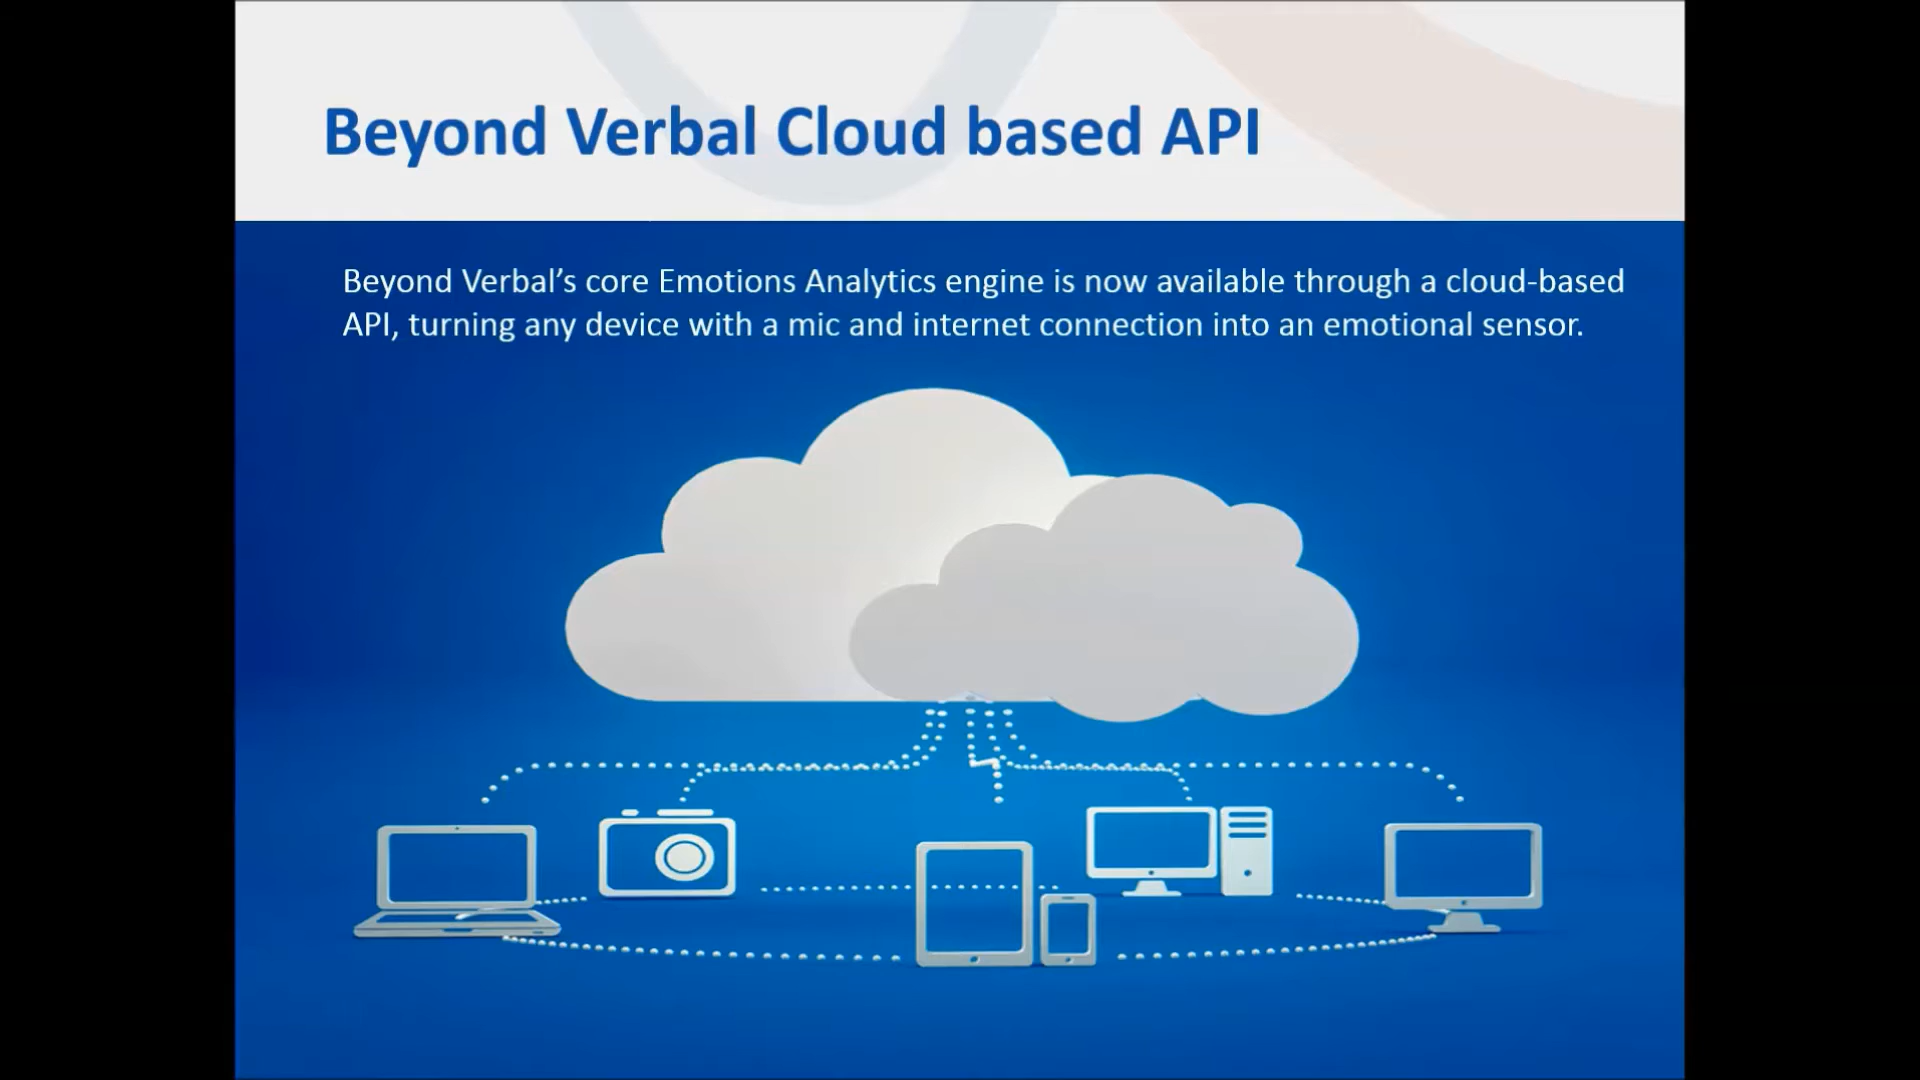 Beyond Verbal Cloud based API
Beyond Verbal’s core Emotions Analytics engine is now available through a cloud-based
API, turning any device with a mic and internet connection into an emotional sensor.